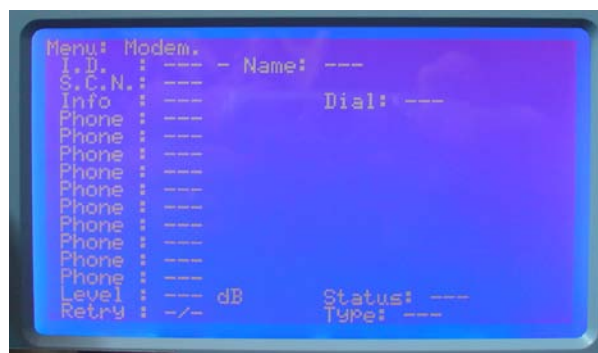 Menu: Modem.
I.D. : --- - Name: ---
S.C.N.: ---
Info : --- Dial: ---
Phone : ---
Phone : ---
Phone : ---
Phone : ---
Phone : ---
Phone : ---
Phone : ---
Phone : ---
Phone : ---
Phone : ---
Level : --- dB Status: ---
Retry : -/- Type: ---